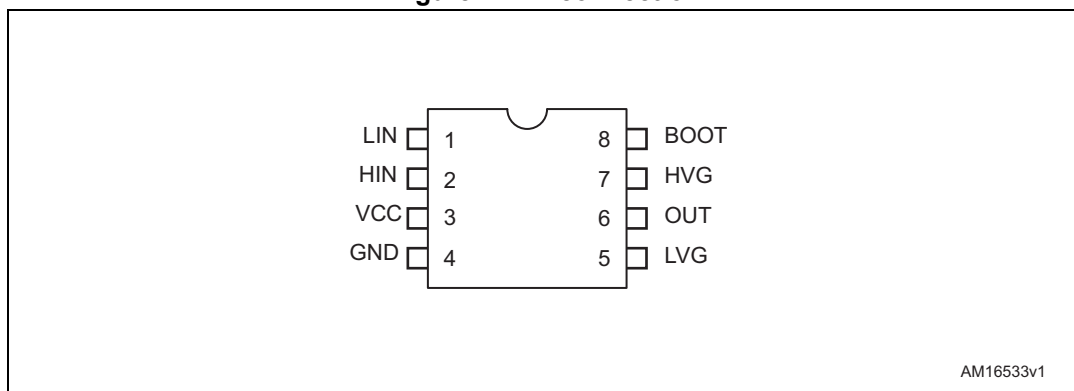 LIN 1 8 BOOT
HIN 2 7 HVG
VCC 3 6 OUT
GND 4 5 LVG
AM16533v1